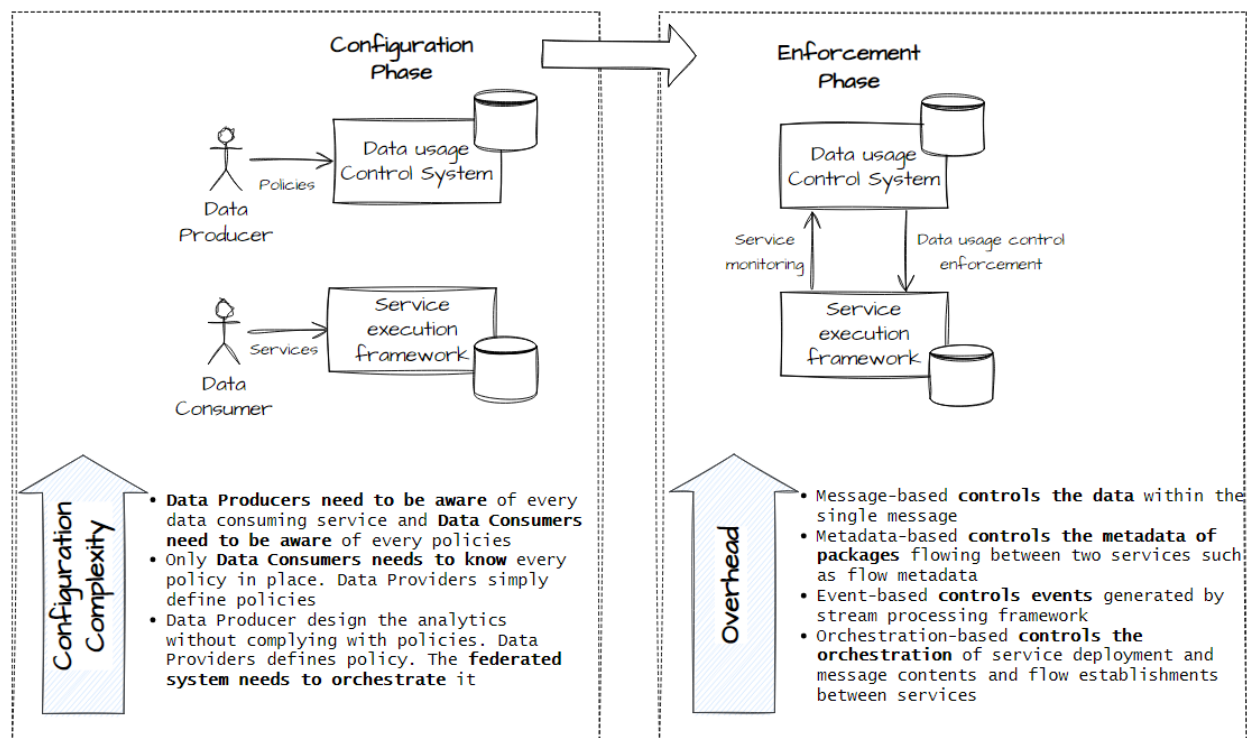 Configuration
Phase
Data usage
Control System
Policies
Data
Producer
Service
execution
framework
Services
Data
Consumer
Configuration
Complexity
• Data Producers need to be aware of every
data consuming service and Data Consumers
need to be aware of every policies
• Only Data Consumers needs to know every
policy in place. Data Providers simply
define policies
• Data Producer design the analytics
without complying with policies. Data
Providers defines policy. The federated
system needs to orchestrate it
Enforcement
Phase
Data usage
Control System
Service
monitoring
Data usage control
enforcement
Service
execution
framework
Overhead
• Message-based controls the data within the
single message
• Metadata-based controls the metadata of
packages flowing between two services such
as flow metadata
• Event-based controls events generated by
stream processing framework
• Orchestration-based controls the
orchestration of service deployment and
message contents and flow establishments
between services